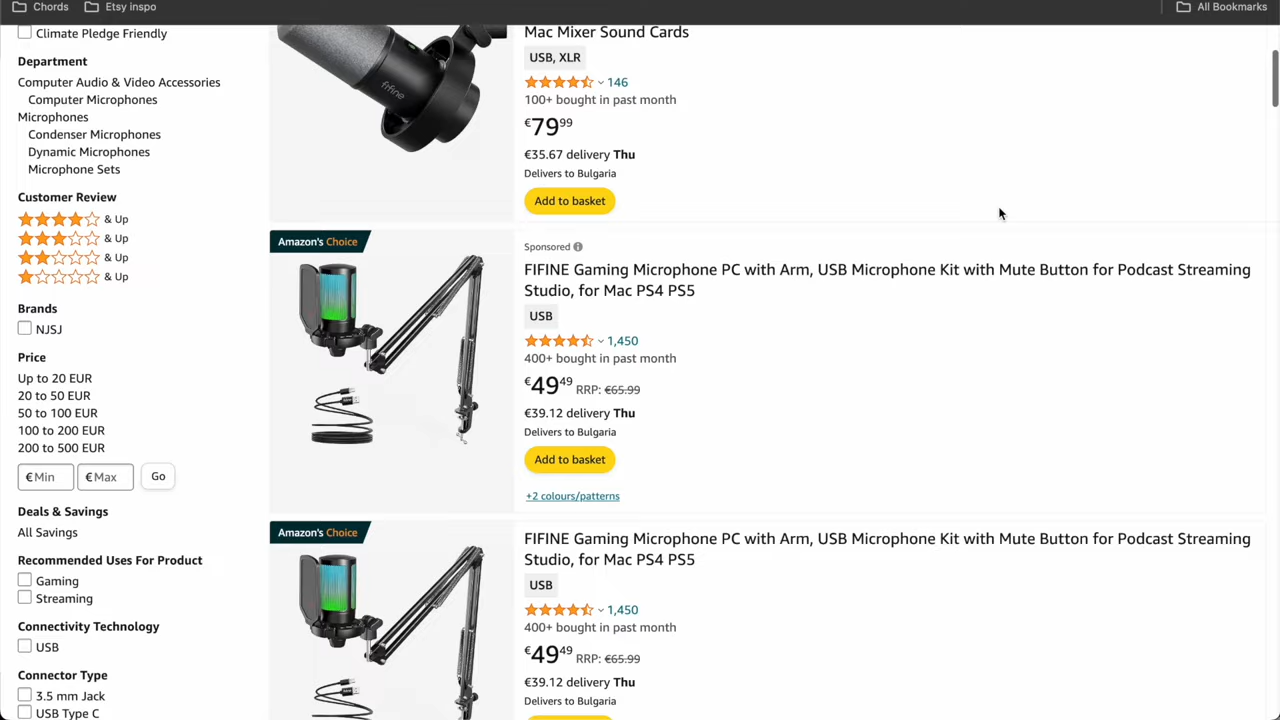 Chords
Etsy inspo
All Bookmarks
Climate Pledge Friendly
Department
Computer Audio & Video Accessories
Computer Microphones
Microphones
Condenser Microphones
Dynamic Microphones
Microphone Sets
Customer Review
& Up
& Up
& Up
& Up
Brands
NJSJ
Price
Up to 20 EUR
20 to 50 EUR
50 to 100 EUR
100 to 200 EUR
200 to 500 EUR
€ Min
€ Max
Go
Deals & Savings
All Savings
Recommended Uses For Product
Gaming
Streaming
Connectivity Technology
USB
Connector Type
3.5 mm Jack
USB Type C
fifine
Mac Mixer Sound Cards
USB, XLR
146
100+ bought in past month
€79.99
€35.67 delivery Thu
Delivers to Bulgaria
Add to basket
Amazon's Choice
Sponsored
FIFINE Gaming Microphone PC with Arm, USB Microphone Kit with Mute Button for Podcast Streaming
Studio, for Mac PS4 PS5
USB
1,450
400+ bought in past month
€49.49 RRP: €65.99
€39.12 delivery Thu
Delivers to Bulgaria
Add to basket
+2 colours/patterns
Amazon's Choice
FIFINE Gaming Microphone PC with Arm, USB Microphone Kit with Mute Button for Podcast Streaming
Studio, for Mac PS4 PS5
USB
1,450
400+ bought in past month
€49.49 RRP: €65.99
€39.12 delivery Thu
Delivers to Bulgaria